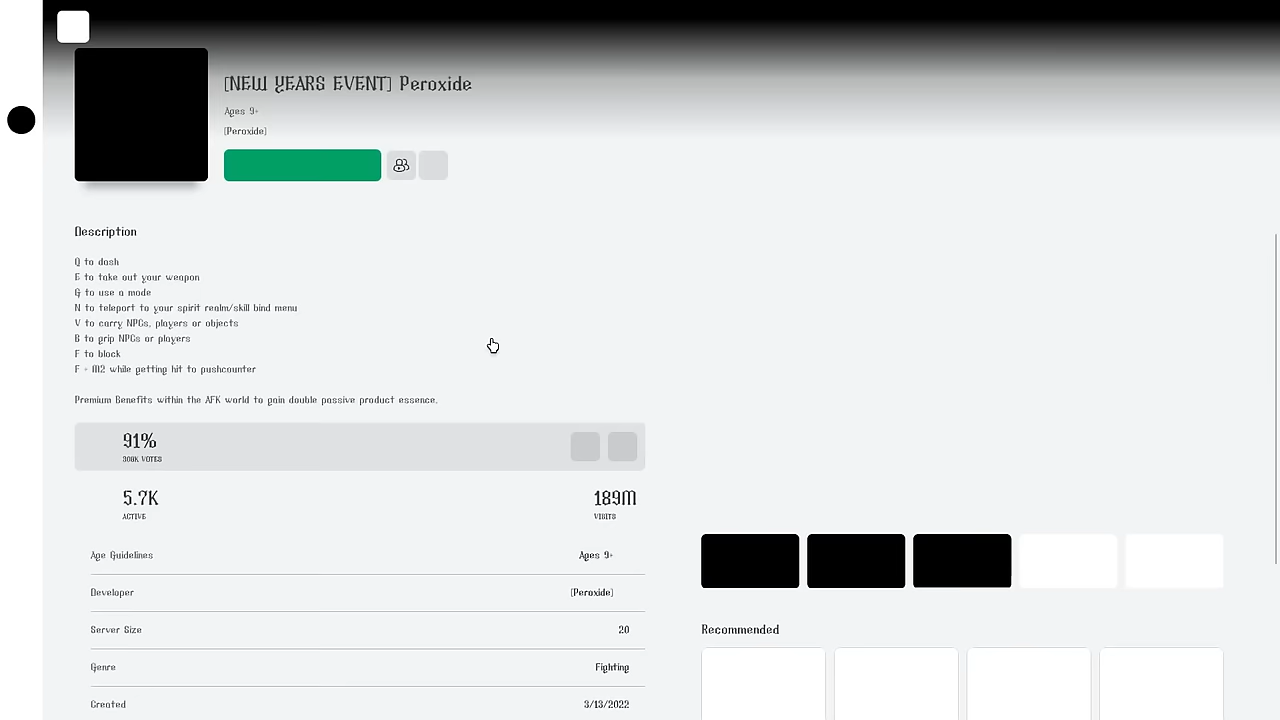 [NEW YEARS EVENT] Peroxide
Ages 9+
[Peroxide]
Description
Q to dash
E to take out your weapon
G to use a mode
N to teleport to your spirit realm/skill bind menu
V to carry NPCs, players or objects
B to grip NPCs or players
F to block
F + M2 while getting hit to pushcounter
Premium Benefits within the AFK world to gain double passive product essence.
91%
300K VOTES
5.7K
ACTIVE
189M
VISITS
Age Guidelines
Ages 9+
Developer
[Peroxide]
Server Size
20
Genre
Fighting
Created
3/13/2022
Recommended